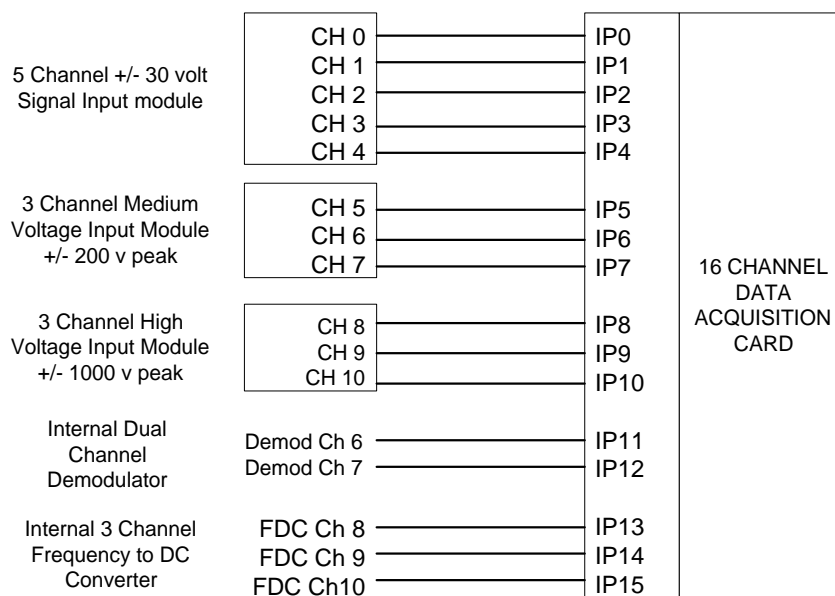 5 Channel +/- 30 volt
Signal Input module
CH 0
CH 1
CH 2
CH 3
CH 4
IP0
IP1
IP2
IP3
IP4
3 Channel Medium
Voltage Input Module
+/- 200 v peak
CH 5
CH 6
CH 7
IP5
IP6
IP7
3 Channel High
Voltage Input Module
+/- 1000 v peak
CH 8
CH 9
CH 10
IP8
IP9
IP10
Internal Dual
Channel
Demodulator
Demod Ch 6
Demod Ch 7
IP11
IP12
Internal 3 Channel
Frequency to DC
Converter
FDC Ch 8
FDC Ch 9
FDC Ch10
IP13
IP14
IP15
16 CHANNEL
DATA
ACQUISITION
CARD